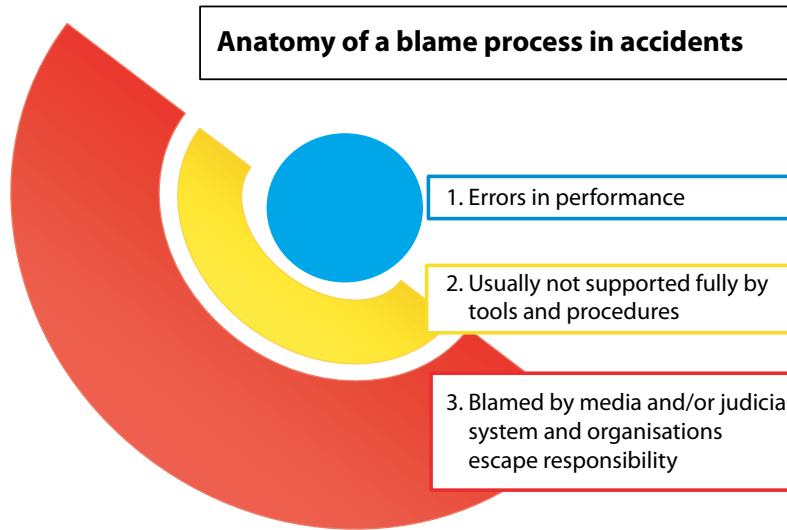 Anatomy of a blame process in accidents
1. Errors in performance
2. Usually not supported fully by
tools and procedures
3. Blamed by media and/or judicia
system and organisations
escape responsibility